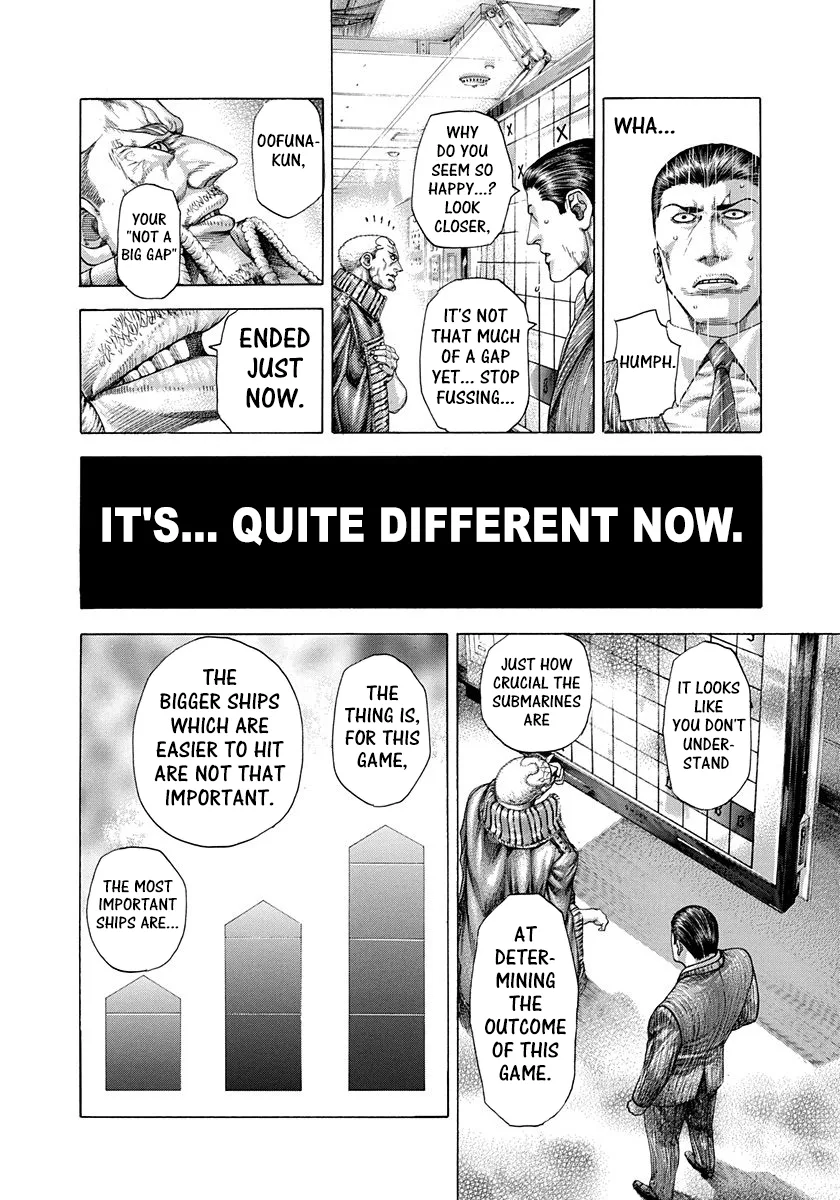 WHA...
HUMPH.
WHY
DO YOU
SEEM SO
HAPPY...?
LOOK
CLOSER,
IT'S NOT
THAT MUCH
OF A GAP
YET... STOP
FUSSING...
OOFUNA-
KUN,
YOUR
"NOT A
BIG GAP"
ENDED
JUST
NOW.
IT'S... QUITE DIFFERENT NOW.
IT LOOKS
LIKE
YOU DON'T
UNDER-
STAND
JUST HOW
CRUCIAL THE
SUBMARINES
ARE
AT
DETER-
MINING
THE
OUTCOME
OF THIS
GAME.
THE
THING IS,
FOR THIS
GAME,
THE
BIGGER SHIPS
WHICH ARE
EASIER TO HIT
ARE NOT THAT
IMPORTANT.
THE MOST
IMPORTANT
SHIPS ARE...